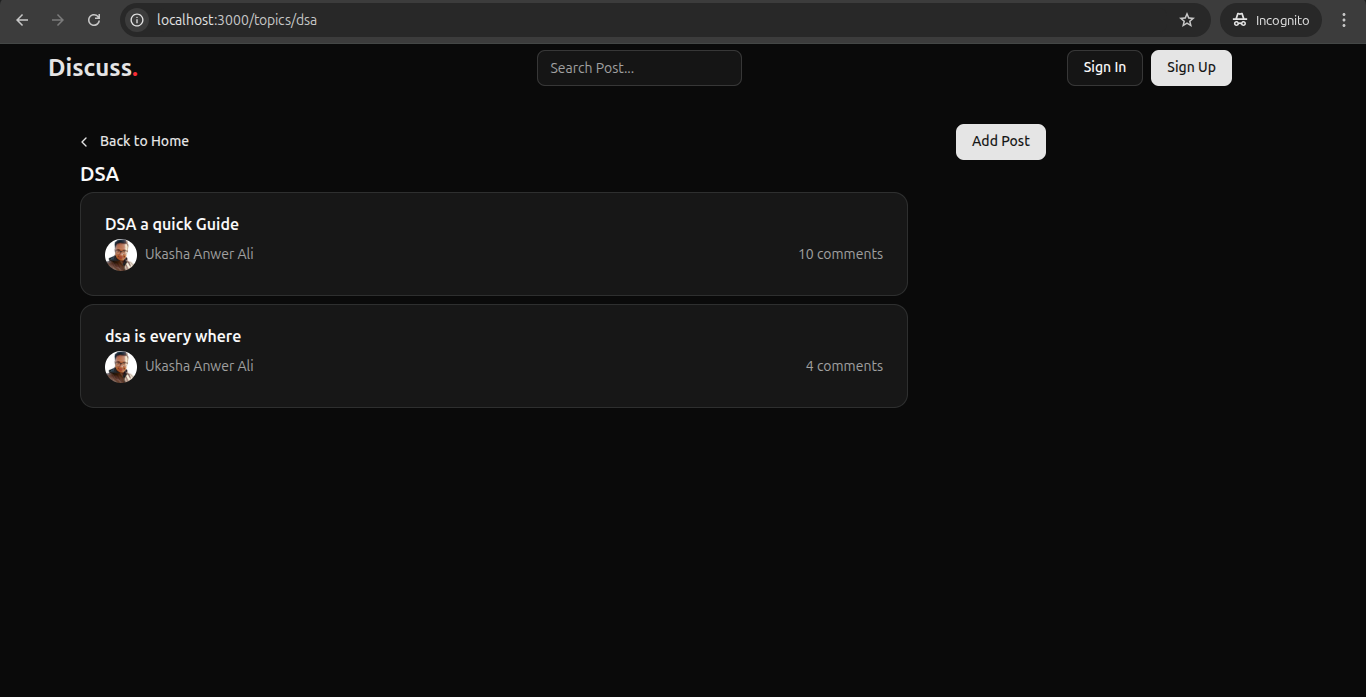 localhost:3000/topics/dsa
Incognito
Discuss.
Search Post...
Sign In
Sign Up
Back to Home
Add Post
DSA
DSA a quick Guide
Ukasha Anwer Ali
10 comments
dsa is every where
Ukasha Anwer Ali
4 comments